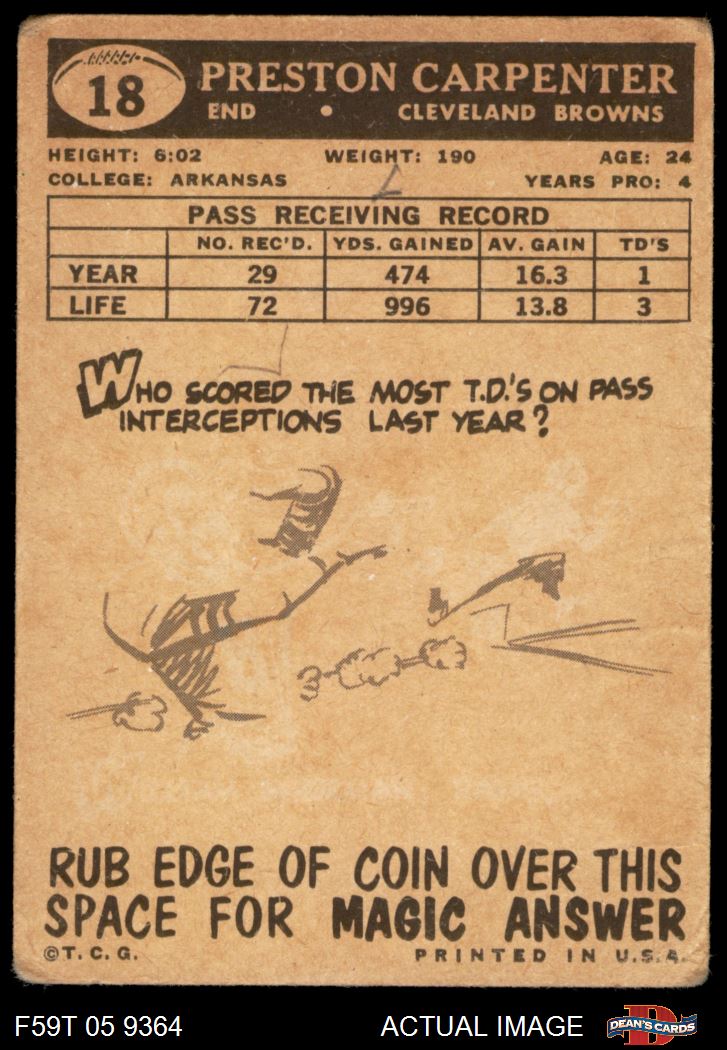 18
PRESTON CARPENTER
END • CLEVELAND BROWNS
HEIGHT: 6:02 WEIGHT: 190 AGE: 24
COLLEGE: ARKANSAS YEARS PRO: 4
PASS RECEIVING RECORD
NO. REC'D. YDS. GAINED AV. GAIN TD'S
YEAR 29 474 16.3 1
LIFE 72 996 13.8 3
WHO SCORED THE MOST T.D.'S ON PASS
INTERCEPTIONS LAST YEAR?
RUB EDGE OF COIN OVER THIS
SPACE FOR MAGIC ANSWER
©T.C.G. PRINTED IN U.S.A.
F59T 05 9364 ACTUAL IMAGE D DEAN'S CARDS